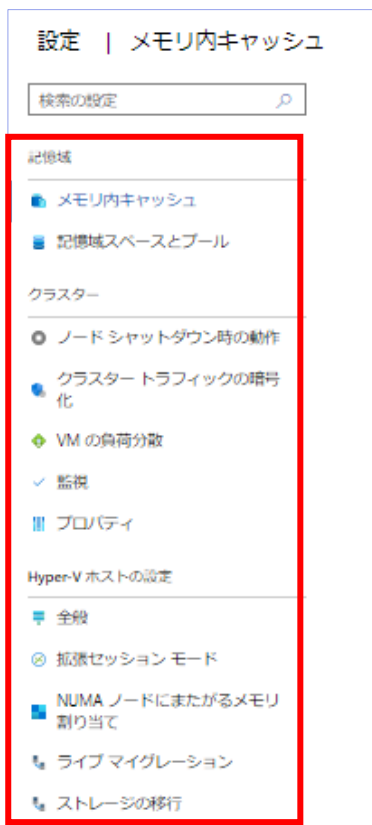 設定 | メモリ内キャッシュ
検索の設定
記憶域
メモリ内キャッシュ
記憶域スペースとプール
クラスター
ノード シャットダウン時の動作
クラスター トラフィックの暗号
化
VM の負荷分散
監視
プロパティ
Hyper-V ホストの設定
全般
拡張セッション モード
NUMA ノードにまたがるメモリ
割り当て
ライブ マイグレーション
ストレージの移行